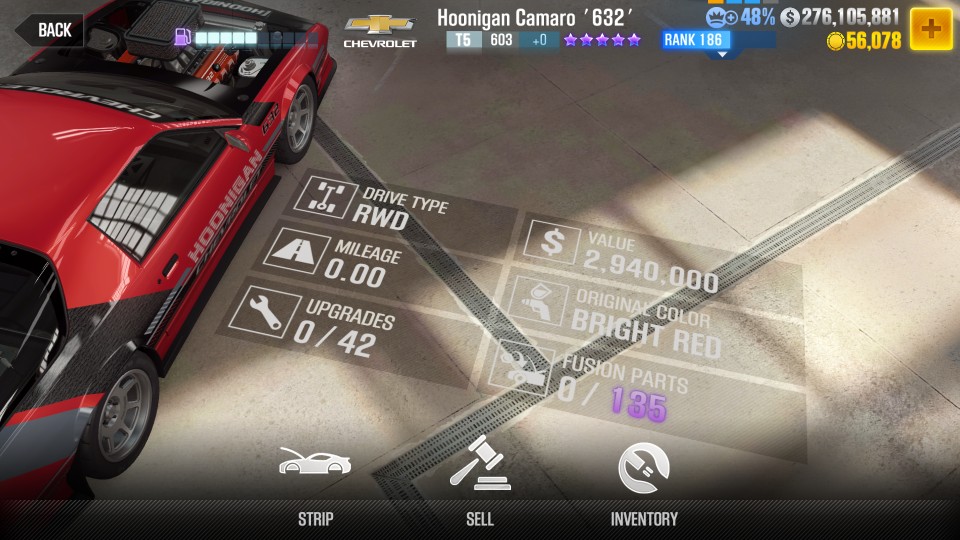 BACK
CHEVROLET
Hoonigan Camaro ′632′
T5 603 +0
RANK 186
48%
$ 276,105,881
56,078
HOONIGAN
CHEVROLET
HOONIGAN
DRIVE TYPE
RWD
MILEAGE
0.00
UPGRADES
0 / 42
$ VALUE
2,940,000
ORIGINAL COLOR
BRIGHT RED
FUSION PARTS
0 / 135
STRIP
SELL
INVENTORY